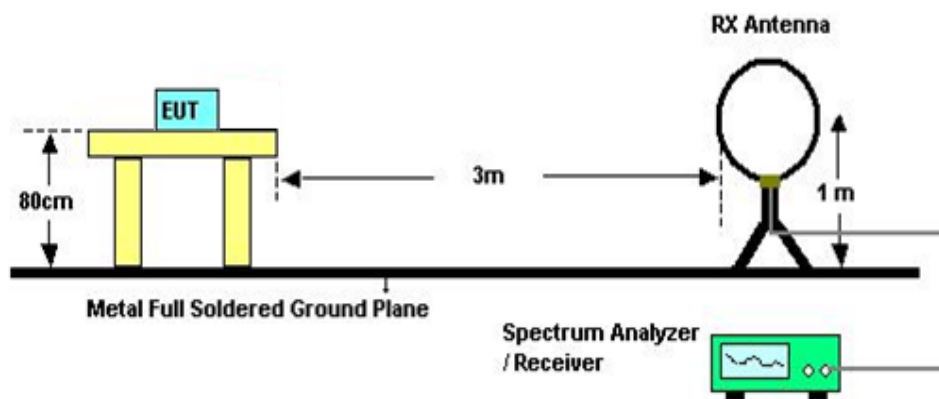 RX Antenna
EUT
80cm
3m
1 m
Metal Full Soldered Ground Plane
Spectrum Analyzer
/ Receiver